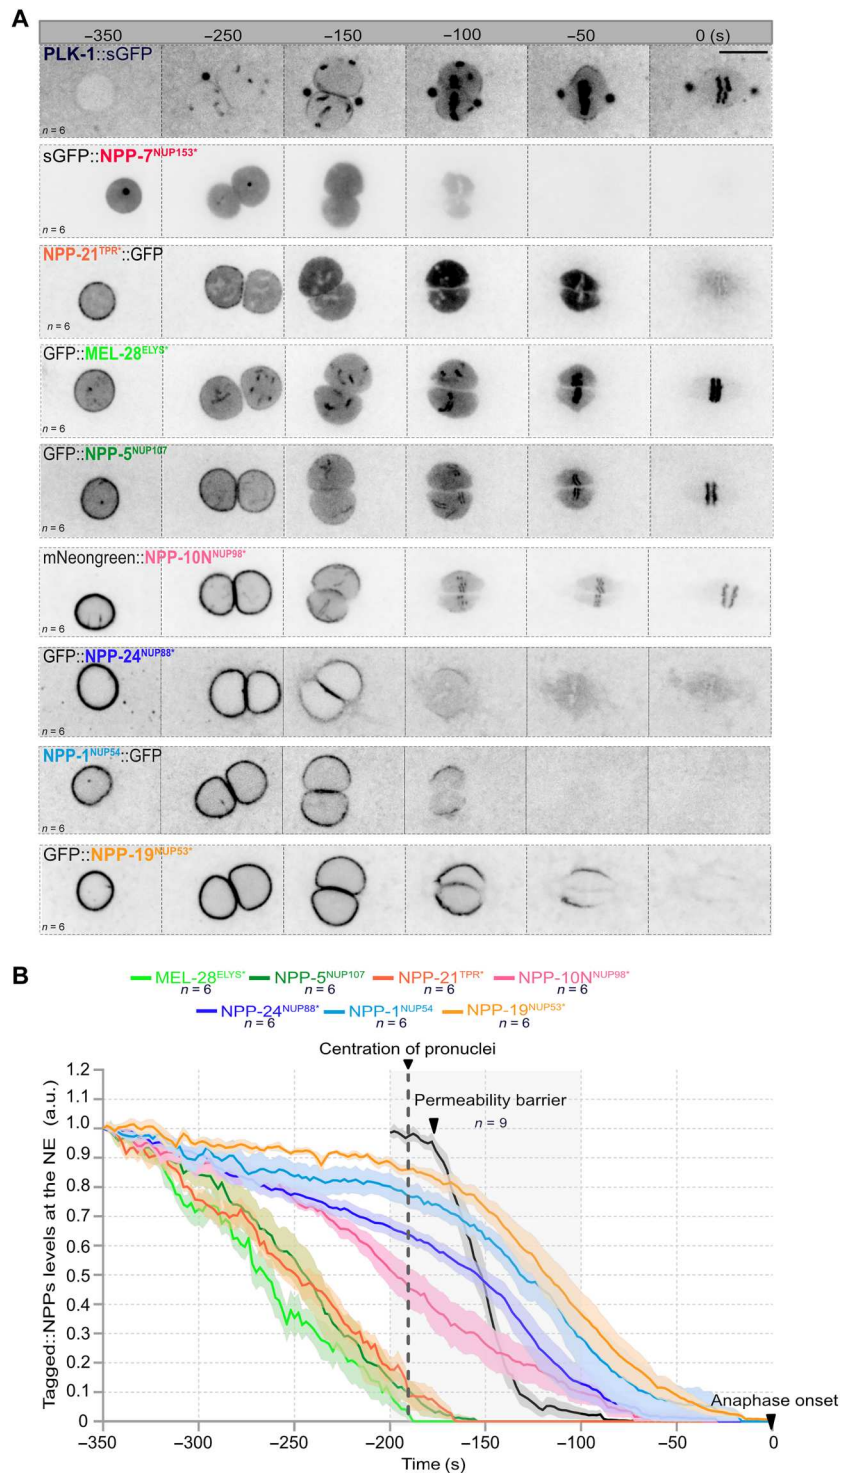 A
−350 −250 −150 −100 −50 0 (s)
PLK-1::sGFP
n = 6
sGFP::NPP-7NUP153*
n = 6
NPP-21TPR*::GFP
n = 6
GFP::MEL-28ELYS*
n = 6
GFP::NPP-5NUP107
n = 6
mNeongreen::NPP-10NNUP98*
n = 6
GFP::NPP-24NUP88*
n = 6
NPP-1NUP54::GFP
n = 6
GFP::NPP-19NUP53*
n = 6
B
MEL-28ELYS* NPP-5NUP107 NPP-21TPR* NPP-10NNUP98*
n = 6 n = 6 n = 6 n = 6
NPP-24NUP88* NPP-1NUP54 NPP-19NUP53*
n = 6 n = 6 n = 6
Centration of pronuclei
Permeability barrier
n = 9
Anaphase onset
Tagged::NPPs levels at the NE (a.u.)
1.2
1.1
1.0
0.9
0.8
0.7
0.6
0.5
0.4
0.3
0.2
0.1
0
−350 −300 −250 −200 −150 −100 −50 0
Time (s)